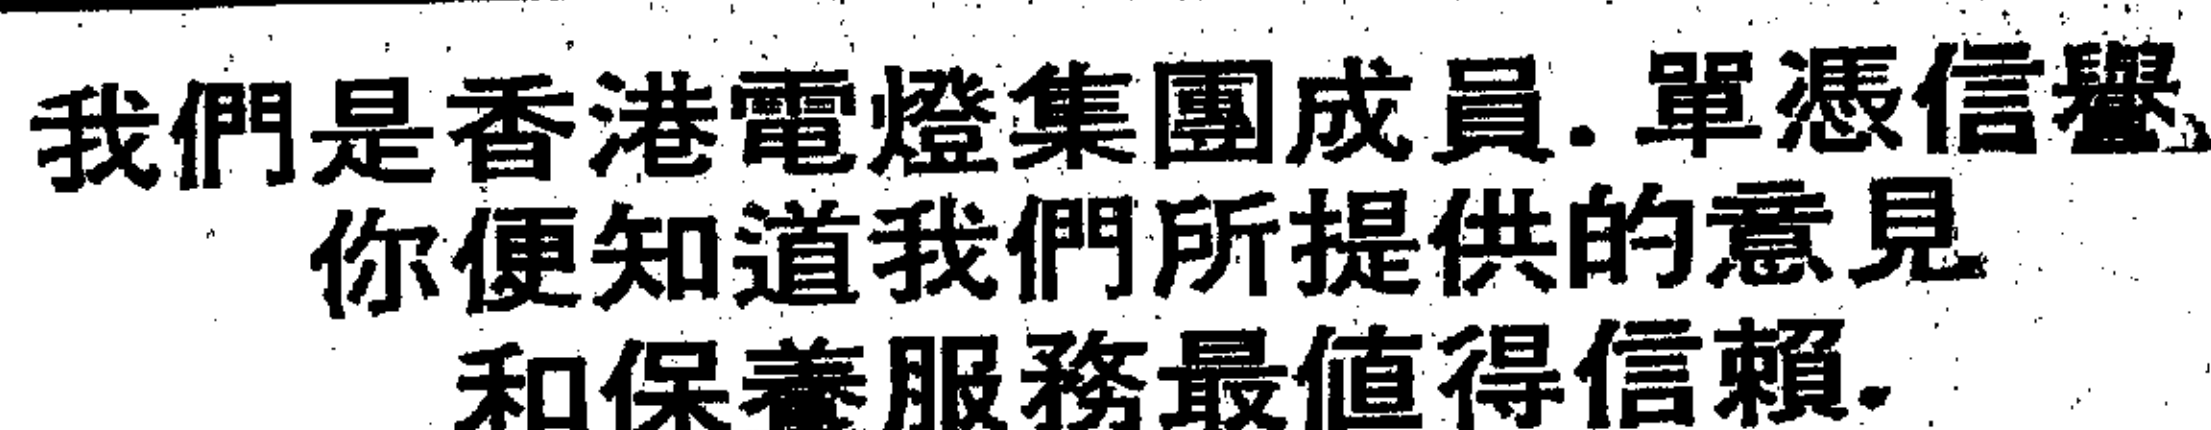 我們是香港電燈集團成員.單憑信譽、
你便知道我們所提供的意見
和保養服務最值得信賴.